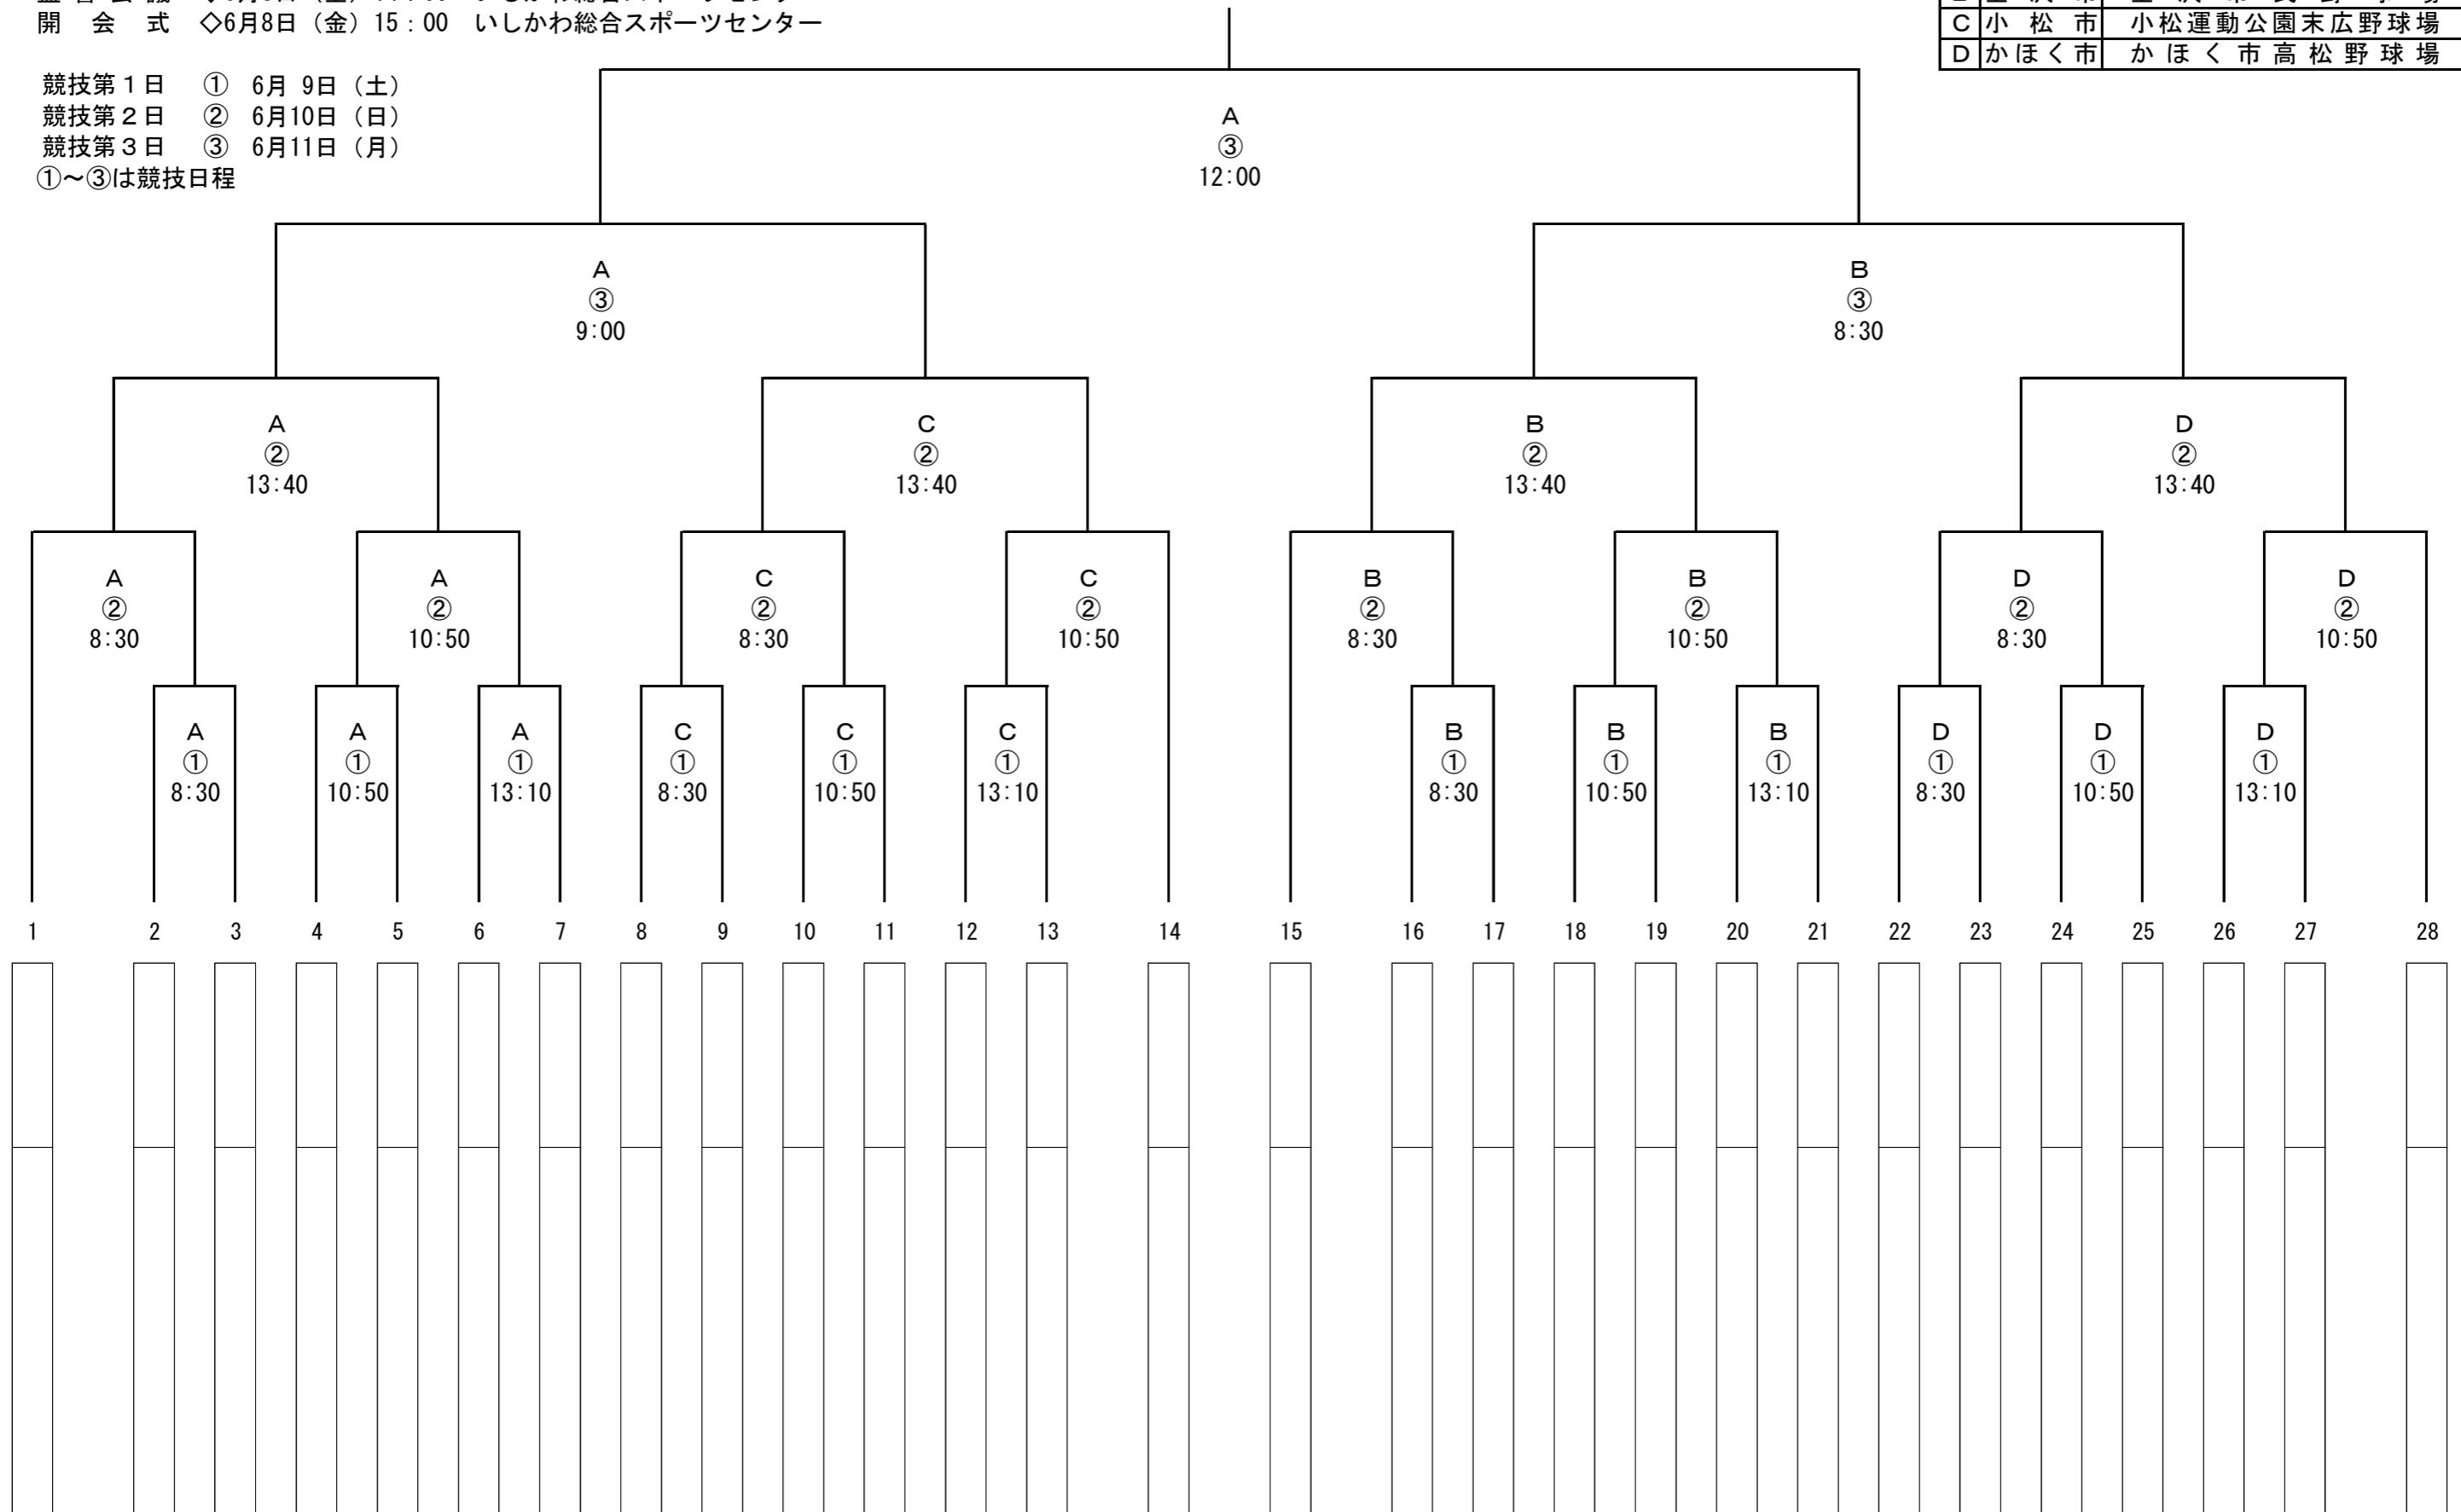 開会式 ◇6月8日（金）15：00 いしかわ総合スポーツセンター
C 小松市 小松運動公園末広野球場
D かほく市 かほく市高松野球場
競技第１日 ① 6月 9日（土）
競技第２日 ② 6月10日（日）
競技第３日 ③ 6月11日（月）
①～③は競技日程
A
③
12:00
A
③
9:00
B
③
8:30
A
②
13:40
C
②
13:40
B
②
13:40
D
②
13:40
A
②
8:30
A
②
10:50
C
②
8:30
C
②
10:50
B
②
8:30
B
②
10:50
D
②
8:30
D
②
10:50
A
①
8:30
A
①
10:50
A
①
13:10
C
①
8:30
C
①
10:50
C
①
13:10
B
①
8:30
B
①
10:50
B
①
13:10
D
①
8:30
D
①
10:50
D
①
13:10
1 2 3 4 5 6 7 8 9 10 11 12 13 14 15 16 17 18 19 20 21 22 23 24 25 26 27 28